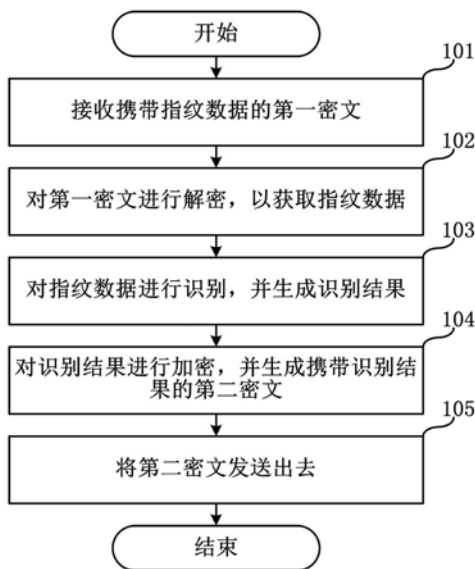 开始
101
接收携带指纹数据的第一密文
102
对第一密文进行解密，以获取指纹数据
103
对指纹数据进行识别，并生成识别结果
104
对识别结果进行加密，并生成携带识别结
果的第二密文
105
将第二密文发送出去
结束